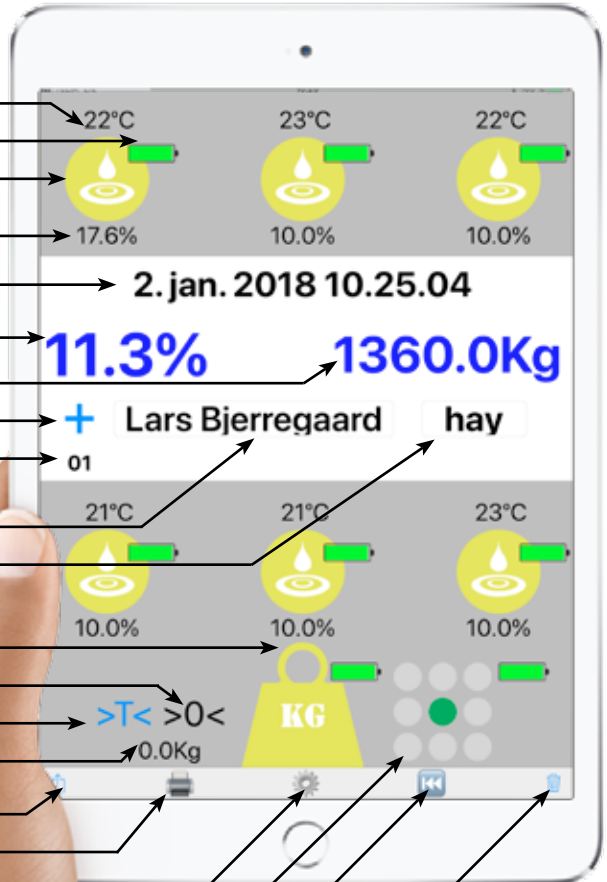 22°C 23°C 22°C
17.6% 10.0% 10.0%
2. jan. 2018 10.25.04
11.3% 1360.0Kg
+ Lars Bjerregaard hay
01
21°C 21°C 23°C
10.0% 10.0% 10.0%
>T< >0< KG
0.0Kg